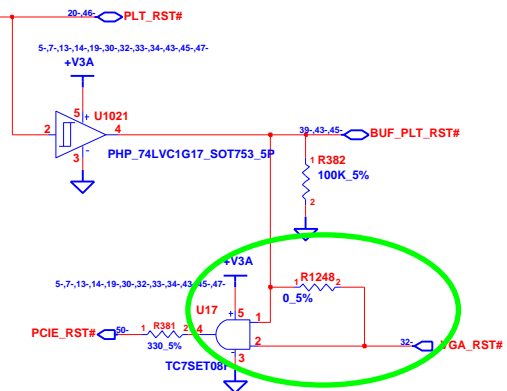 20-,46-
PLT_RST#
5-,7-,13-,14-,19-,30-,32-,33-,34-,43-,45-,47-
+V3A
5
U1021
+
2
4
39-,43-,45-
BUF_PLT_RST#
-
3
PHP_74LVC1G17_SOT753_5P
1
R382
100K_5%
2
+V3A
R1248
1
2
5-,7-,13-,14-,19-,30-,32-,33-,34-,43-,45-,47-
0_5%
U17
+
5
1
PCIE_RST#
50-
1
R381
2
4
330_5%
2
32-
VGA_RST#
-
3
TC7SET08F